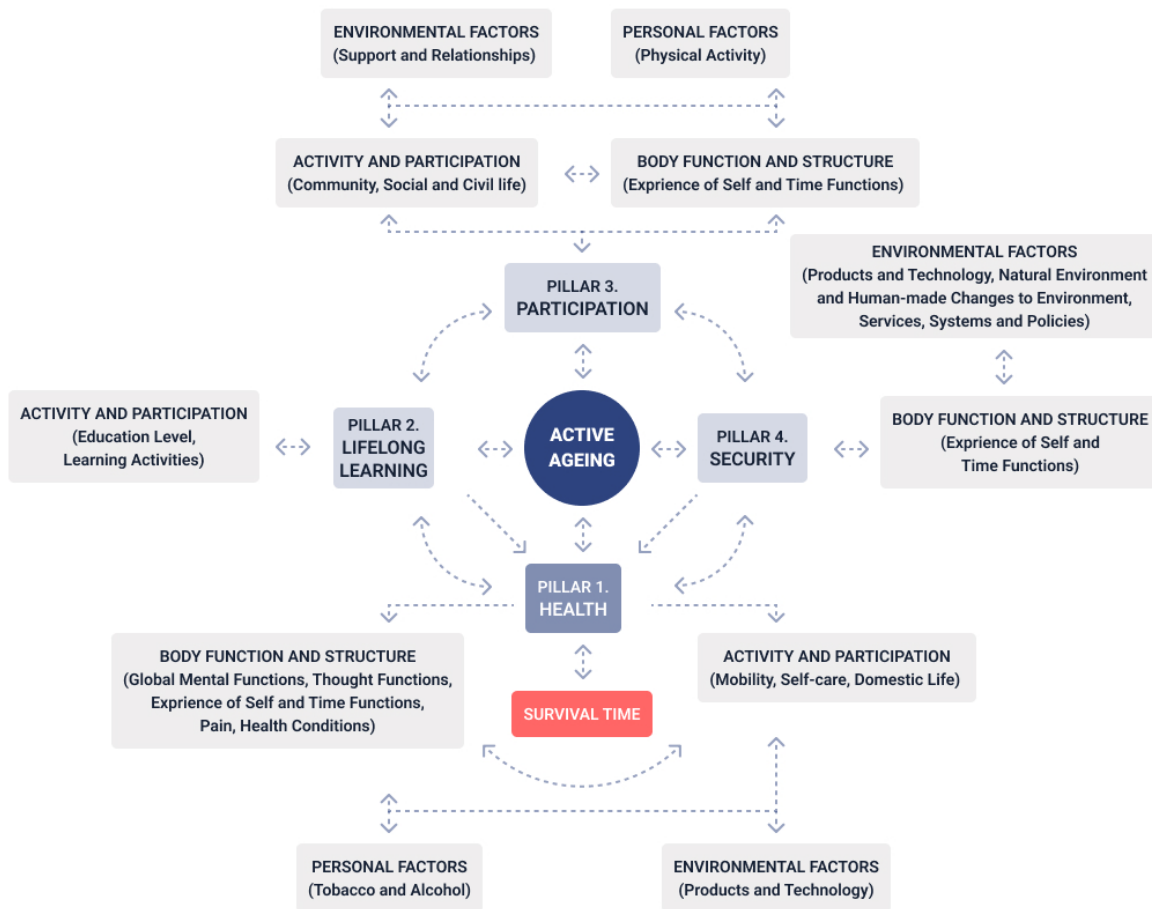 ENVIRONMENTAL FACTORS
(Support and Relationships)
PERSONAL FACTORS
(Physical Activity)
ACTIVITY AND PARTICIPATION
(Community, Social and Civil life)
BODY FUNCTION AND STRUCTURE
(Exprience of Self and Time Functions)
ENVIRONMENTAL FACTORS
(Products and Technology, Natural Environment
and Human-made Changes to Environment,
Services, Systems and Policies)
PILLAR 3.
PARTICIPATION
ACTIVITY AND PARTICIPATION
(Education Level,
Learning Activities)
PILLAR 2.
LIFELONG
LEARNING
ACTIVE
AGEING
PILLAR 4.
SECURITY
BODY FUNCTION AND STRUCTURE
(Exprience of Self and
Time Functions)
PILLAR 1.
HEALTH
BODY FUNCTION AND STRUCTURE
(Global Mental Functions, Thought Functions,
Exprience of Self and Time Functions,
Pain, Health Conditions)
ACTIVITY AND PARTICIPATION
(Mobility, Self-care, Domestic Life)
SURVIVAL TIME
PERSONAL FACTORS
(Tobacco and Alcohol)
ENVIRONMENTAL FACTORS
(Products and Technology)